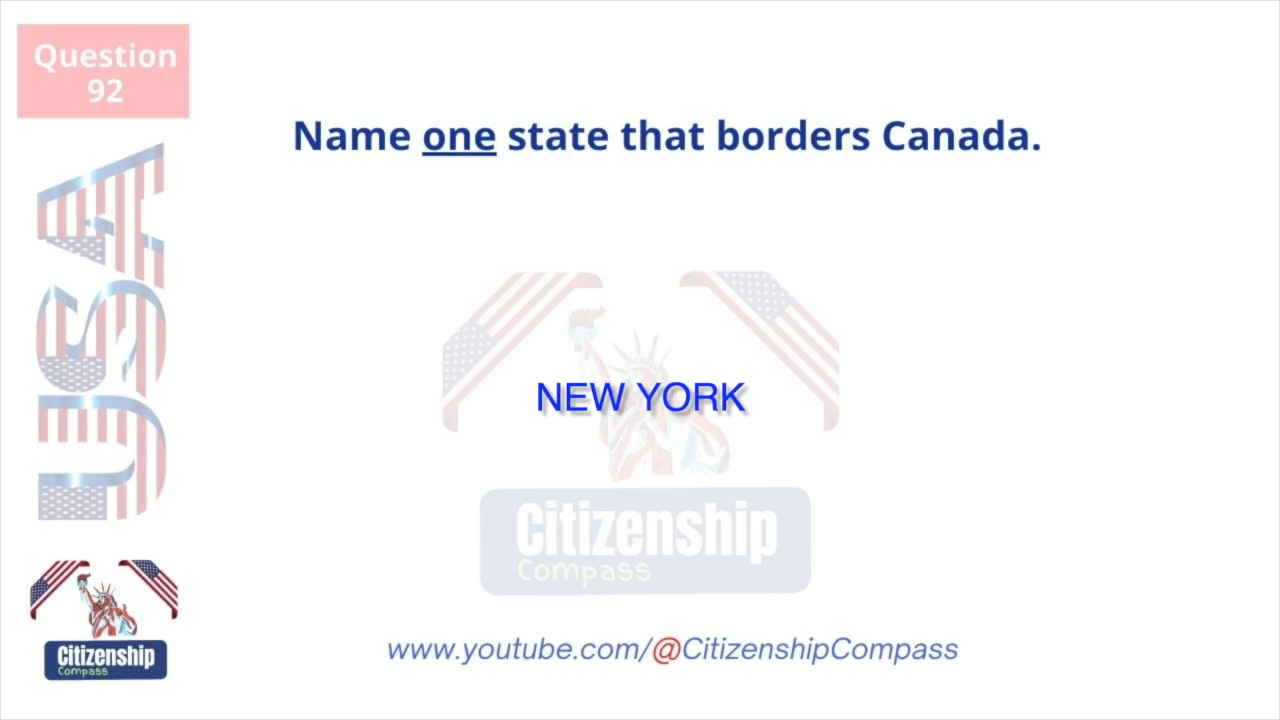 Question
92
Name one state that borders Canada.
USA
NEW YORK
Citizenship
Compass
Citizenship
Compass
www.youtube.com/@CitizenshipCompass